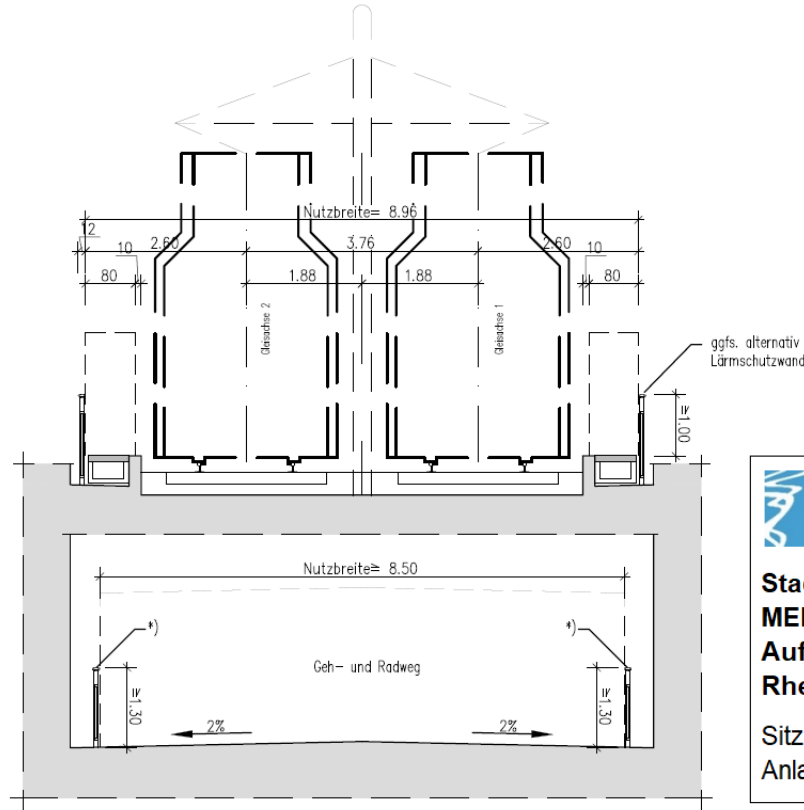 Nutzbreite= 8.96
12
2.60
3.76
2.60
10
10
80
1.88
1.88
80
Gleisachse 2
Gleisachse 1
ggfs. alternativ
Lärmschutzwand
≥1.00
Nutzbreite≥ 8.50
*)
*)
Geh- und Radweg
≥1.30
≥1.30
2%
2%
Sitz
Anla